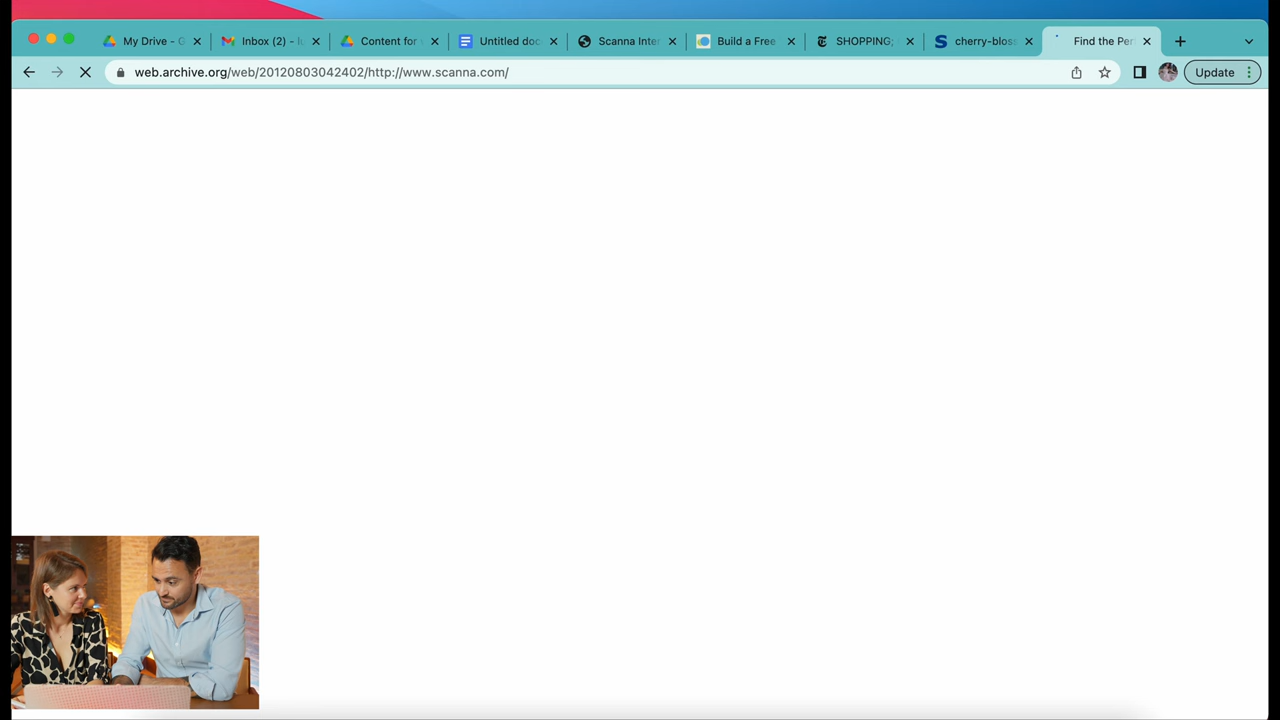 My Drive - G
Inbox (2) - lu
Content for
Untitled doc
Scanna Inter
Build a Free
SHOPPING;
cherry-bloss
Find the Per
web.archive.org/web/20120803042402/http://www.scanna.com/
Update